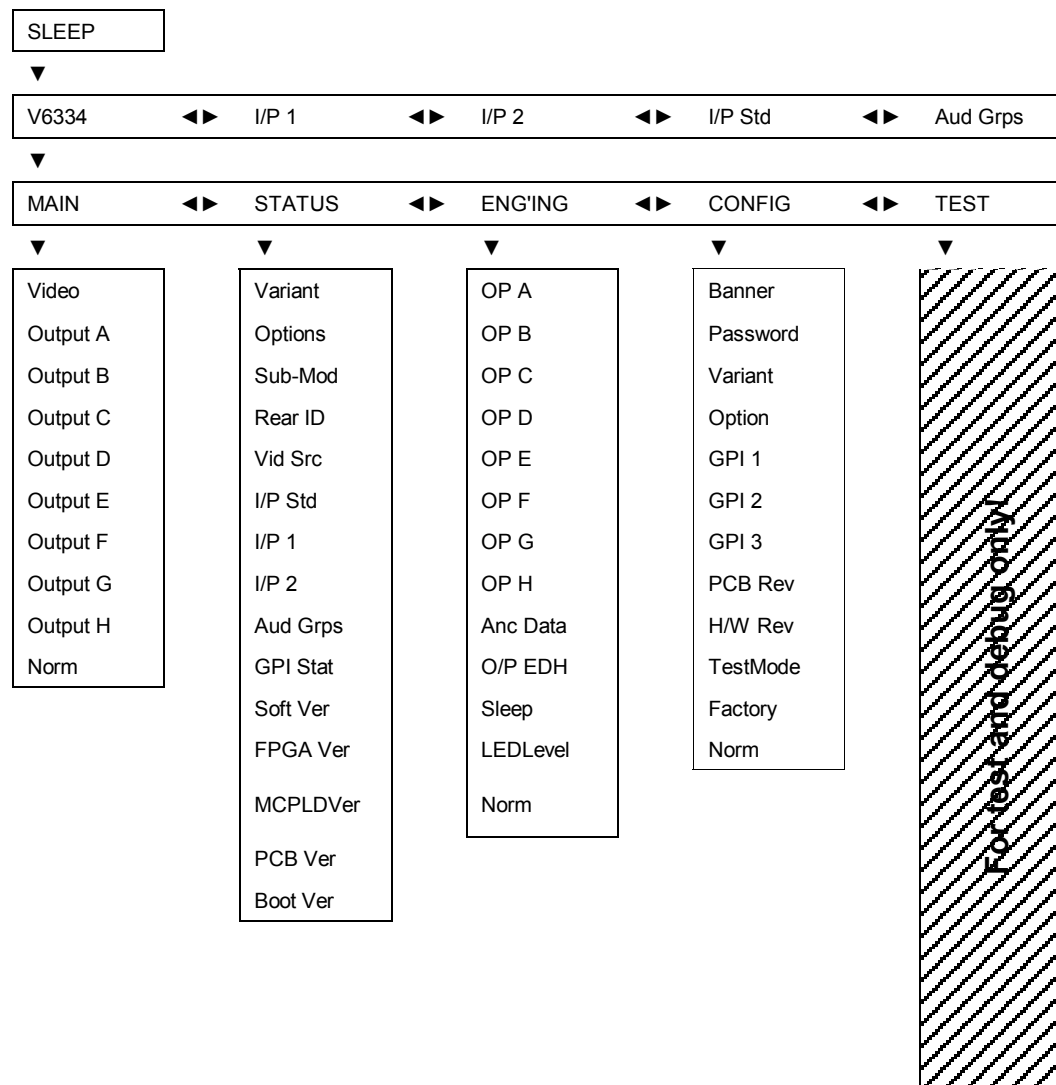 SLEEP
▼
V6334 ◄► I/P 1 ◄► I/P 2 ◄► I/P Std ◄► Aud Grps
▼
MAIN ◄► STATUS ◄► ENG'ING ◄► CONFIG ◄► TEST
▼ ▼ ▼ ▼ ▼
Video
Output A
Output B
Output C
Output D
Output E
Output F
Output G
Output H
Norm
Variant
Options
Sub-Mod
Rear ID
Vid Src
I/P Std
I/P 1
I/P 2
Aud Grps
GPI Stat
Soft Ver
FPGA Ver
MCPLDVer
PCB Ver
Boot Ver
OP A
OP B
OP C
OP D
OP E
OP F
OP G
OP H
Anc Data
O/P EDH
Sleep
LEDLevel
Norm
Banner
Password
Variant
Option
GPI 1
GPI 2
GPI 3
PCB Rev
H/W Rev
TestMode
Factory
Norm
For test and debug only!